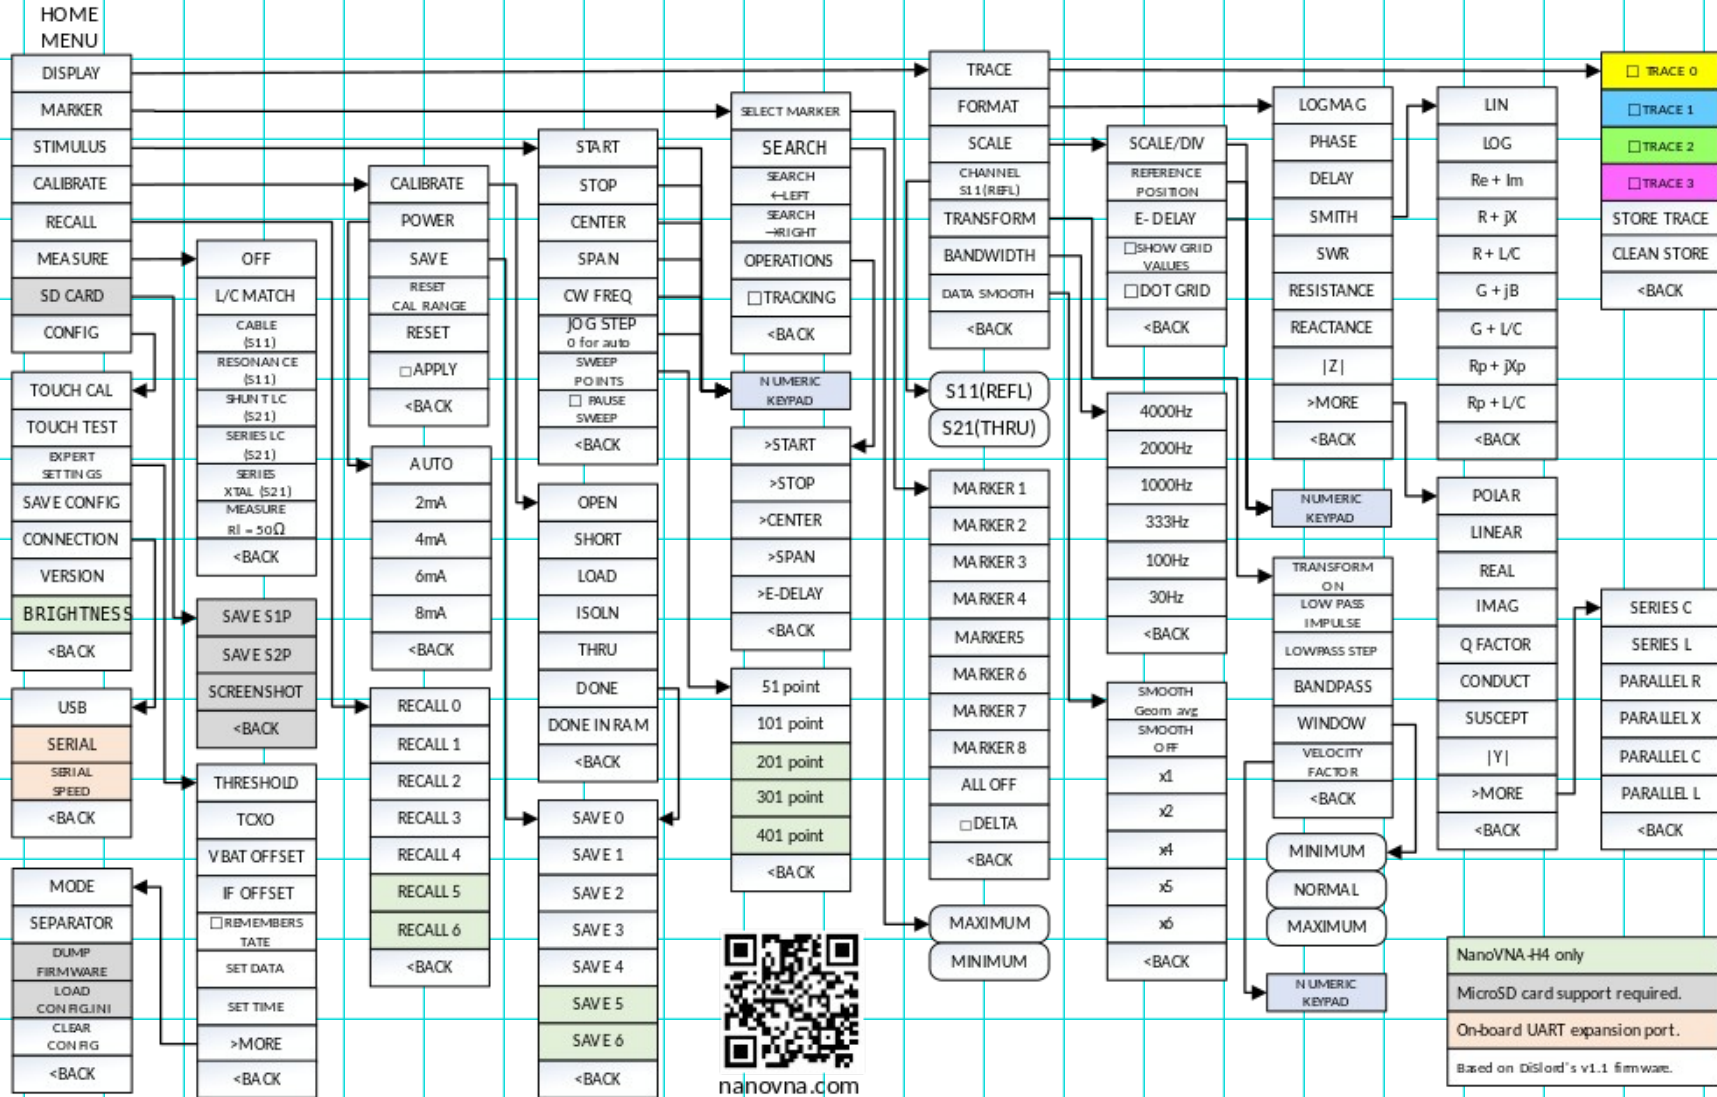 HOME
MENU
DISPLAY
MARKER
STIMULUS
CALIBRATE
RECALL
MEASURE
SD CARD
CONFIG
TOUCH CAL
TOUCH TEST
EXPERT
SETTINGS
SAVE CONFIG
CONNECTION
VERSION
BRIGHTNESS
<BACK
USB
SERIAL
SERIAL
SPEED
<BACK
MODE
SEPARATOR
DUMP
FIRMWARE
LOAD
CONFIG.INI
CLEAR
CONFIG
<BACK
OFF
L/C MATCH
CABLE
(S11)
RESONANCE
(S11)
SHUNT LC
(S21)
SERIES LC
(S21)
SERIES
XTAL (S21)
MEASURE
Rl = 50Ω
<BACK
SAVE S1P
SAVE S2P
SCREENSHOT
<BACK
THRESHOLD
TCXO
VBAT OFFSET
IF OFFSET
□REMEMBERS
TATE
SET DATA
SET TIME
>MORE
<BACK
CALIBRATE
POWER
SAVE
RESET
CAL RANGE
RESET
□APPLY
<BACK
AUTO
2mA
4mA
6mA
8mA
<BACK
RECALL 0
RECALL 1
RECALL 2
RECALL 3
RECALL 4
RECALL 5
RECALL 6
<BACK
START
STOP
CENTER
SPAN
CW FREQ
JOG STEP
0 for auto
SWEEP
POINTS
□ PAUSE
SWEEP
<BACK
OPEN
SHORT
LOAD
ISOLN
THRU
DONE
DONE IN RAM
<BACK
SAVE 0
SAVE 1
SAVE 2
SAVE 3
SAVE 4
SAVE 5
SAVE 6
<BACK
SELECT MARKER
SEARCH
SEARCH
←LEFT
SEARCH
→RIGHT
OPERATIONS
□TRACKING
<BACK
NUMERIC
KEYPAD
>START
>STOP
>CENTER
>SPAN
>E-DELAY
<BACK
51 point
101 point
201 point
301 point
401 point
<BACK
nanovna.com
TRACE
FORMAT
SCALE
CHANNEL
S11(REFL)
TRANSFORM
BANDWIDTH
DATA SMOOTH
<BACK
S11(REFL)
S21(THRU)
MARKER 1
MARKER 2
MARKER 3
MARKER 4
MARKER5
MARKER 6
MARKER 7
MARKER 8
ALL OFF
□DELTA
<BACK
MAXIMUM
MINIMUM
SCALE/DIV
REFERENCE
POSITION
E- DELAY
□SHOW GRID
VALUES
□DOT GRID
<BACK
4000Hz
2000Hz
1000Hz
333Hz
100Hz
30Hz
<BACK
SMOOTH
Geom avg
SMOOTH
OFF
x1
x2
x4
x5
x6
<BACK
LOGMAG
PHASE
DELAY
SMITH
SWR
RESISTANCE
REACTANCE
|Z|
>MORE
<BACK
NUMERIC
KEYPAD
TRANSFORM
ON
LOW PASS
IMPULSE
LOWPASS STEP
BANDPASS
WINDOW
VELOCITY
FACTOR
<BACK
MINIMUM
NORMAL
MAXIMUM
NUMERIC
KEYPAD
LIN
LOG
Re + Im
R + jX
R + L/C
G + jB
G + L/C
Rp + jXp
Rp + L/C
<BACK
POLAR
LINEAR
REAL
IMAG
Q FACTOR
CONDUCT
SUSCEPT
|Y|
>MORE
<BACK
□ TRACE 0
□TRACE 1
□TRACE 2
□TRACE 3
STORE TRACE
CLEAN STORE
<BACK
SERIES C
SERIES L
PARALLEL R
PARALLEL X
PARALLEL C
PARALLEL L
<BACK
NanoVNA-H4 only
MicroSD card support required.
On-board UART expansion port.
Based on DiSlord's v1.1 firmware.